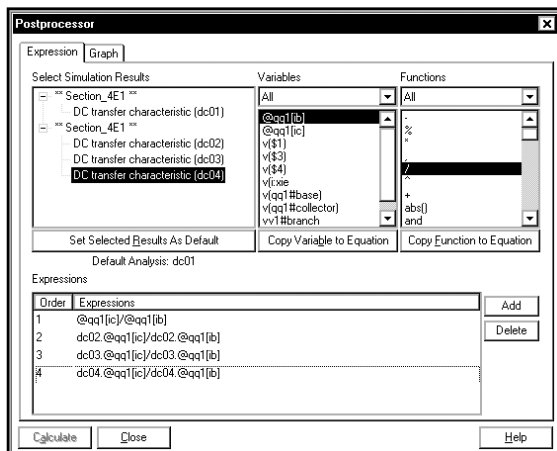 Postprocessor
Expression Graph
Select Simulation Results Variables Functions
** Section_4E1 **
DC transfer characteristic (dc01)
** Section_4E1 **
DC transfer characteristic (dc02)
DC transfer characteristic (dc03)
DC transfer characteristic (dc04)
All
@qq1[ib]
@qq1[ic]
v($1)
v($3)
v($4)
v(i:xie
v(qq1#base)
v(qq1#collector)
vv1#branch
All
-
%
*
,
/
^
+
abs()
and
Set Selected Results As Default Copy Variable to Equation Copy Function to Equation
Default Analysis: dc01
Expressions
Order Expressions
1 @qq1[ic]/@qq1[ib]
2 dc02.@qq1[ic]/dc02.@qq1[ib]
3 dc03.@qq1[ic]/dc03.@qq1[ib]
4 dc04.@qq1[ic]/dc04.@qq1[ib]
Add
Delete
Calculate Close Help